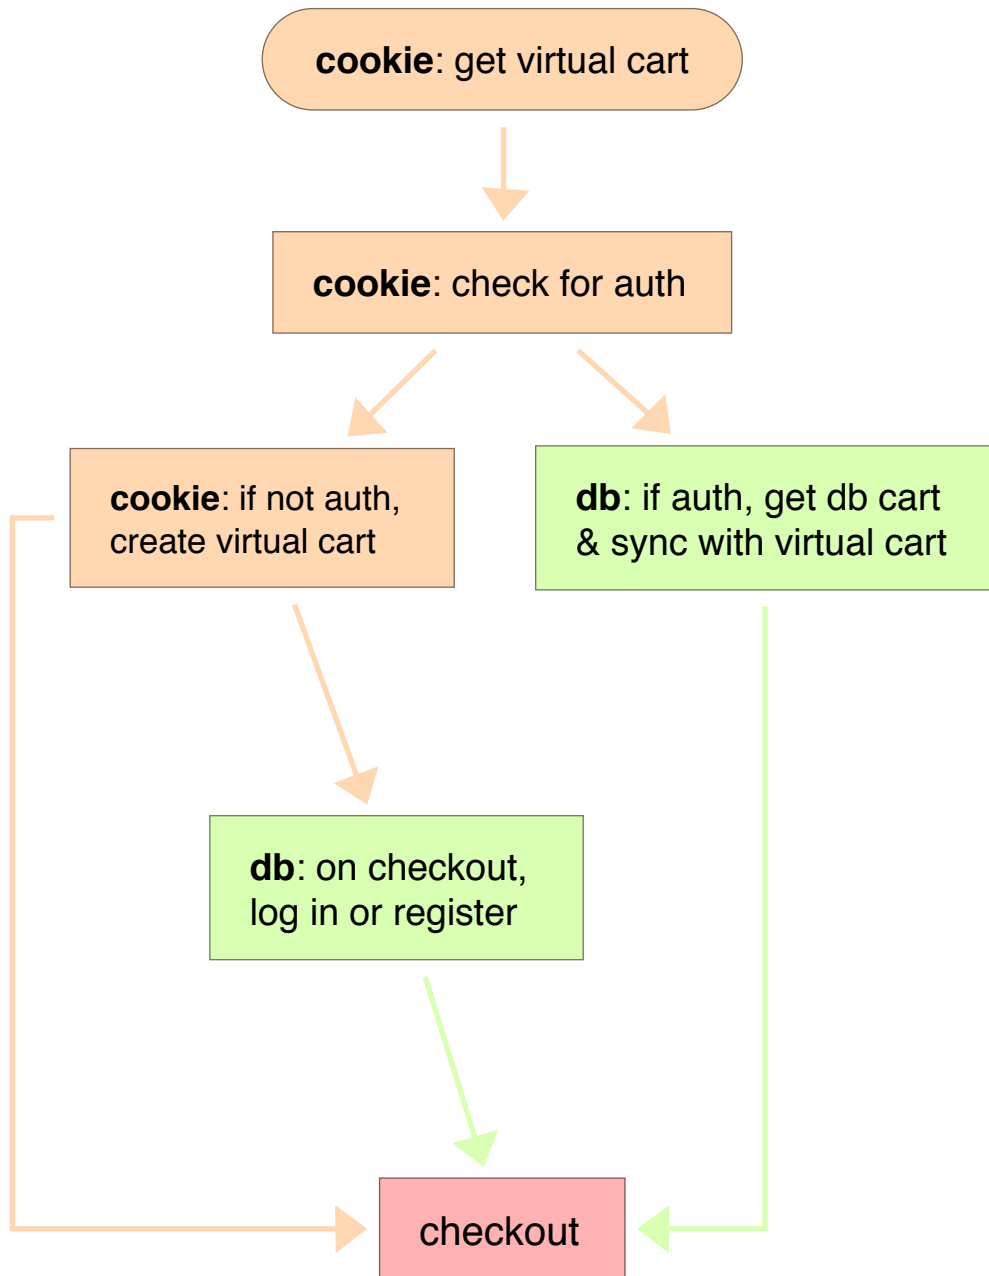 cookie: get virtual cart
cookie: check for auth
cookie: if not auth,
create virtual cart
db: if auth, get db cart
& sync with virtual cart
db: on checkout,
log in or register
checkout